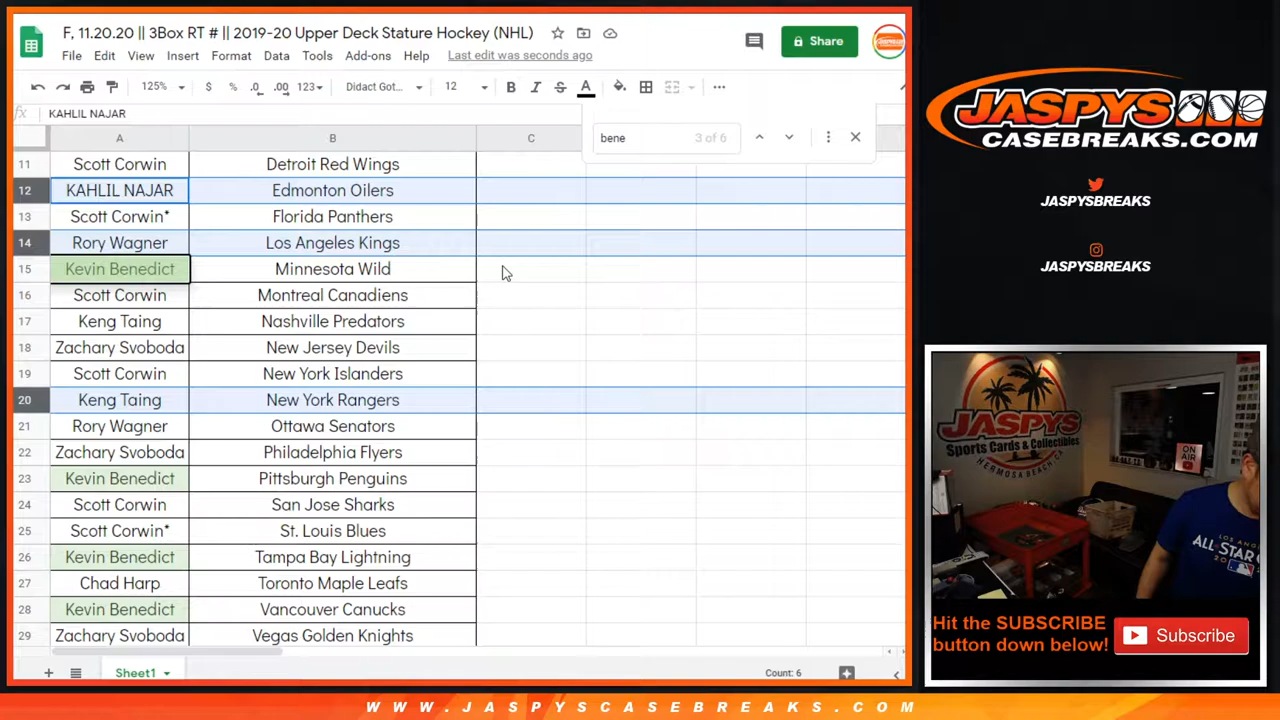 F, 11.20.20 || 3Box RT # || 2019-20 Upper Deck Stature Hockey (NHL)
File Edit View Insert Format Data Tools Add-ons Help Last edit was seconds ago
Share
125% $ % .0 .00 123 Didact Got... 12 B I S A
fx KAHLIL NAJAR
bene 3 of 6
A B C
11 Scott Corwin Detroit Red Wings
12 KAHLIL NAJAR Edmonton Oilers
13 Scott Corwin* Florida Panthers
14 Rory Wagner Los Angeles Kings
15 Kevin Benedict Minnesota Wild
16 Scott Corwin Montreal Canadiens
17 Keng Taing Nashville Predators
18 Zachary Svoboda New Jersey Devils
19 Scott Corwin New York Islanders
20 Keng Taing New York Rangers
21 Rory Wagner Ottawa Senators
22 Zachary Svoboda Philadelphia Flyers
23 Kevin Benedict Pittsburgh Penguins
24 Scott Corwin San Jose Sharks
25 Scott Corwin* St. Louis Blues
26 Kevin Benedict Tampa Bay Lightning
27 Chad Harp Toronto Maple Leafs
28 Kevin Benedict Vancouver Canucks
29 Zachary Svoboda Vegas Golden Knights
Sheet1
Count: 6
JASPYS
CASEBREAKS.COM
JASPYSBREAKS
JASPYSBREAKS
JASPYS
Sports Cards & Collectibles
HERMOSA BEACH, CA
ON AIR
LOS ANGELES
ALL-STAR
Hit the SUBSCRIBE
button down below!
Subscribe
WWW.JASPYSCASEBREAKS.COM